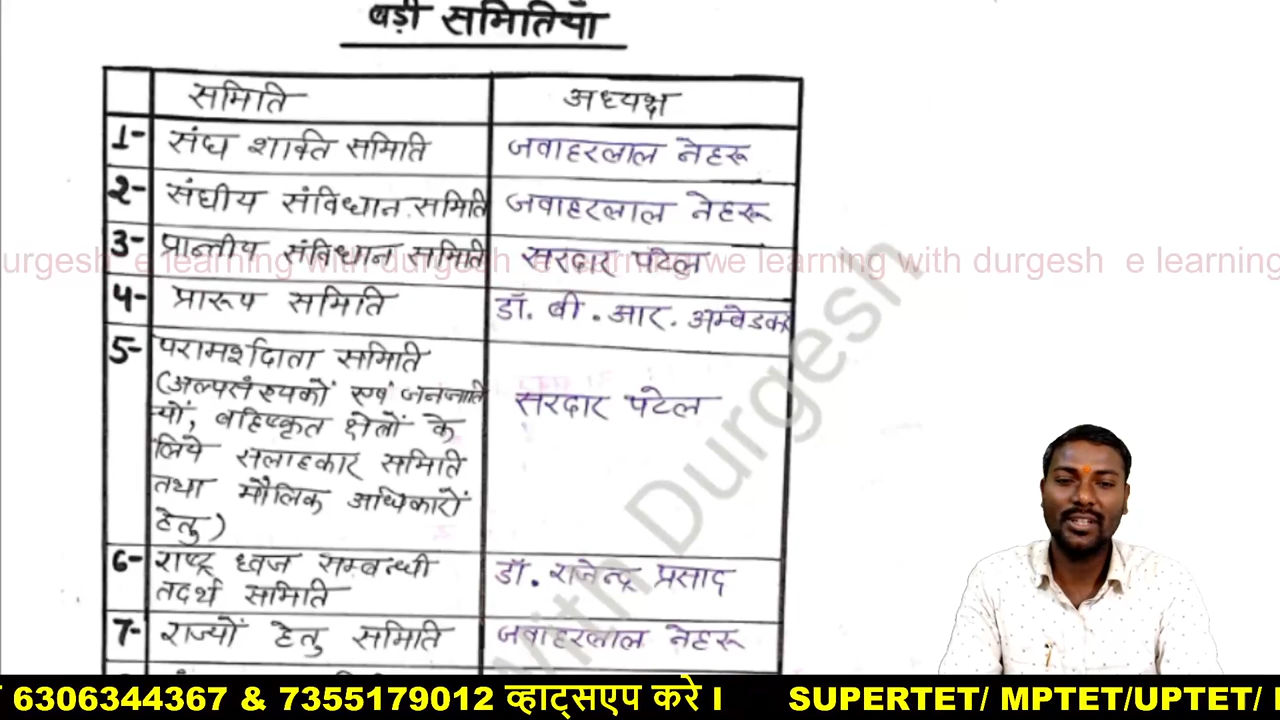 बड़ी समितियाँ
समिति अध्यक्ष
1- संघ शक्ति समिति जवाहरलाल नेहरू
2- संघीय संविधान समिति जवाहरलाल नेहरू
3- प्रान्तीय संविधान समिति सरदार पटेल
urgesh e learning with durgesh e learning we learning with durgesh e learning
4- प्रारूप समिति डॉ. बी. आर. अम्बेडकर
5- परामर्शदाता समिति
(अल्पसंख्यकों एवं जनजाति
यों, बहिष्कृत क्षेत्रों के सरदार पटेल
लिये सलाहकार समिति
तथा मौलिक अधिकारों
हेतु)
with Durgesh
6- राष्ट्र ध्वज सम्बन्धी डॉ. राजेन्द्र प्रसाद
तदर्थ समिति
7- राज्यों हेतु समिति जवाहरलाल नेहरू
6306344367 & 7355179012 व्हाट्सएप करे I SUPERTET/ MPTET/UPTET/